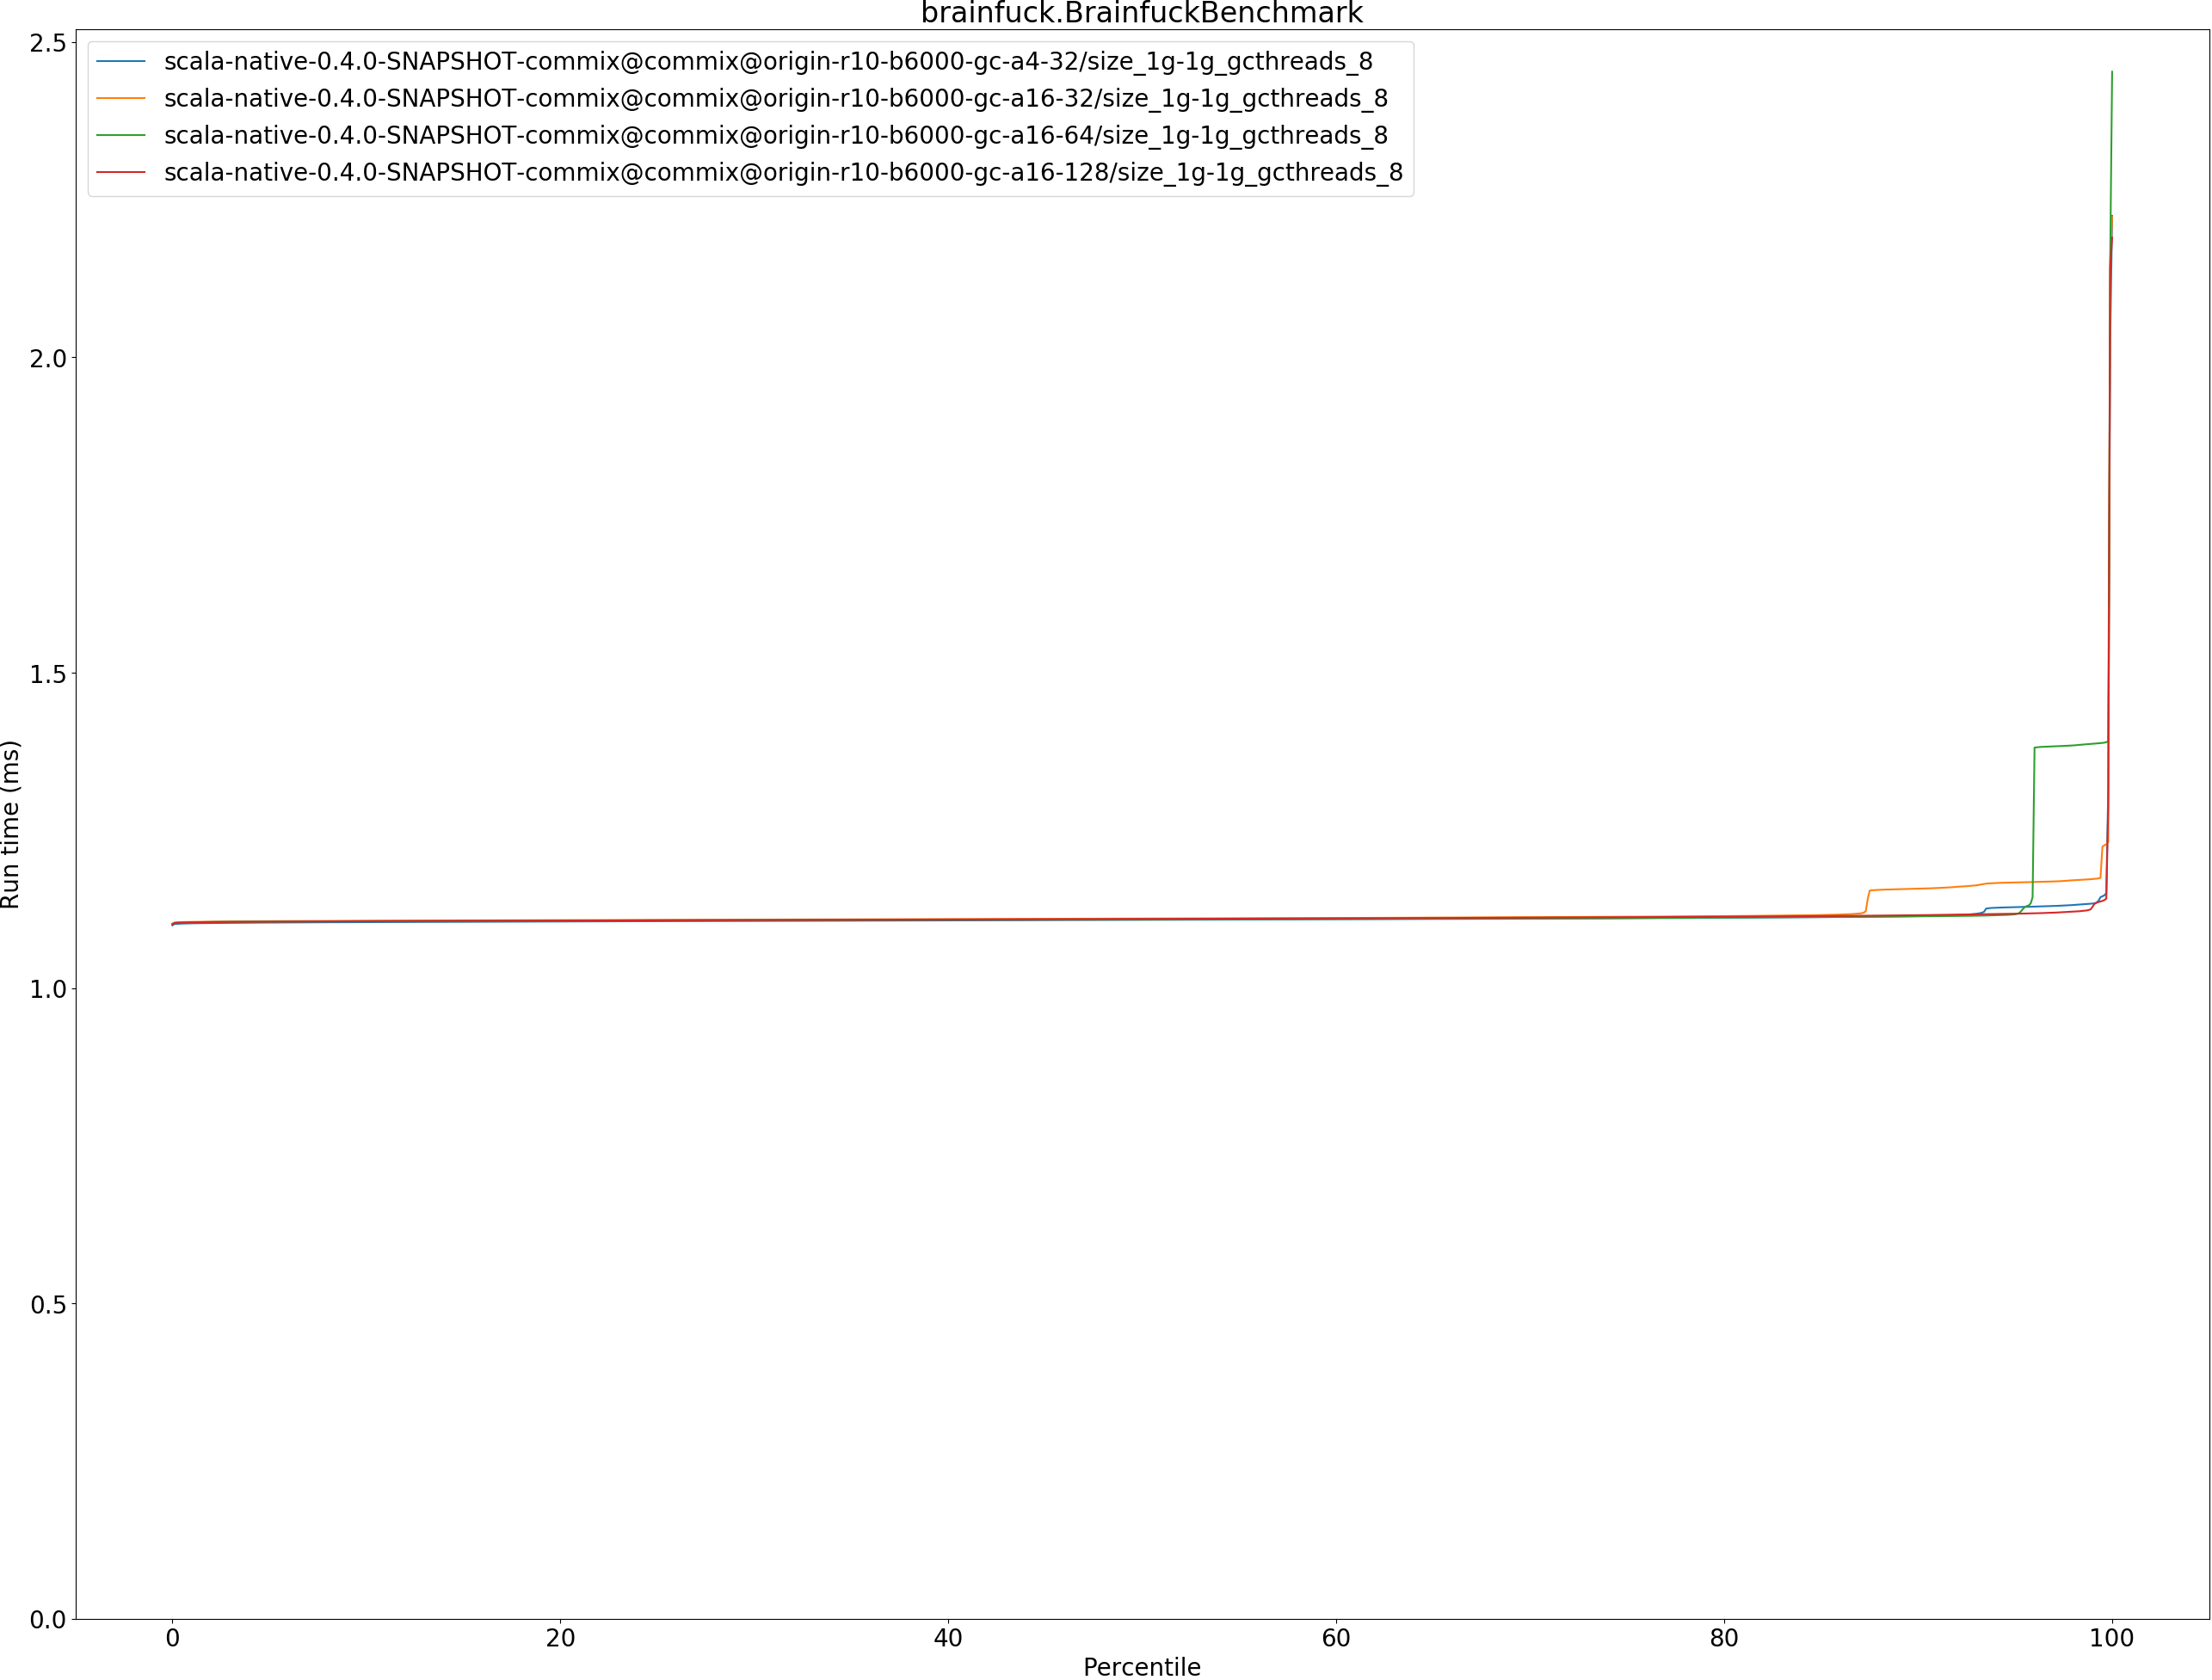 brainfuck.BrainfuckBenchmark
scala-native-0.4.0-SNAPSHOT-commix@commix@origin-r10-b6000-gc-a4-32/size_1g-1g_gcthreads_8
scala-native-0.4.0-SNAPSHOT-commix@commix@origin-r10-b6000-gc-a16-32/size_1g-1g_gcthreads_8
scala-native-0.4.0-SNAPSHOT-commix@commix@origin-r10-b6000-gc-a16-64/size_1g-1g_gcthreads_8
scala-native-0.4.0-SNAPSHOT-commix@commix@origin-r10-b6000-gc-a16-128/size_1g-1g_gcthreads_8
2.5
2.0
1.5
1.0
0.5
0.0
Run time (ms)
0 20 40 60 80 100
Percentile